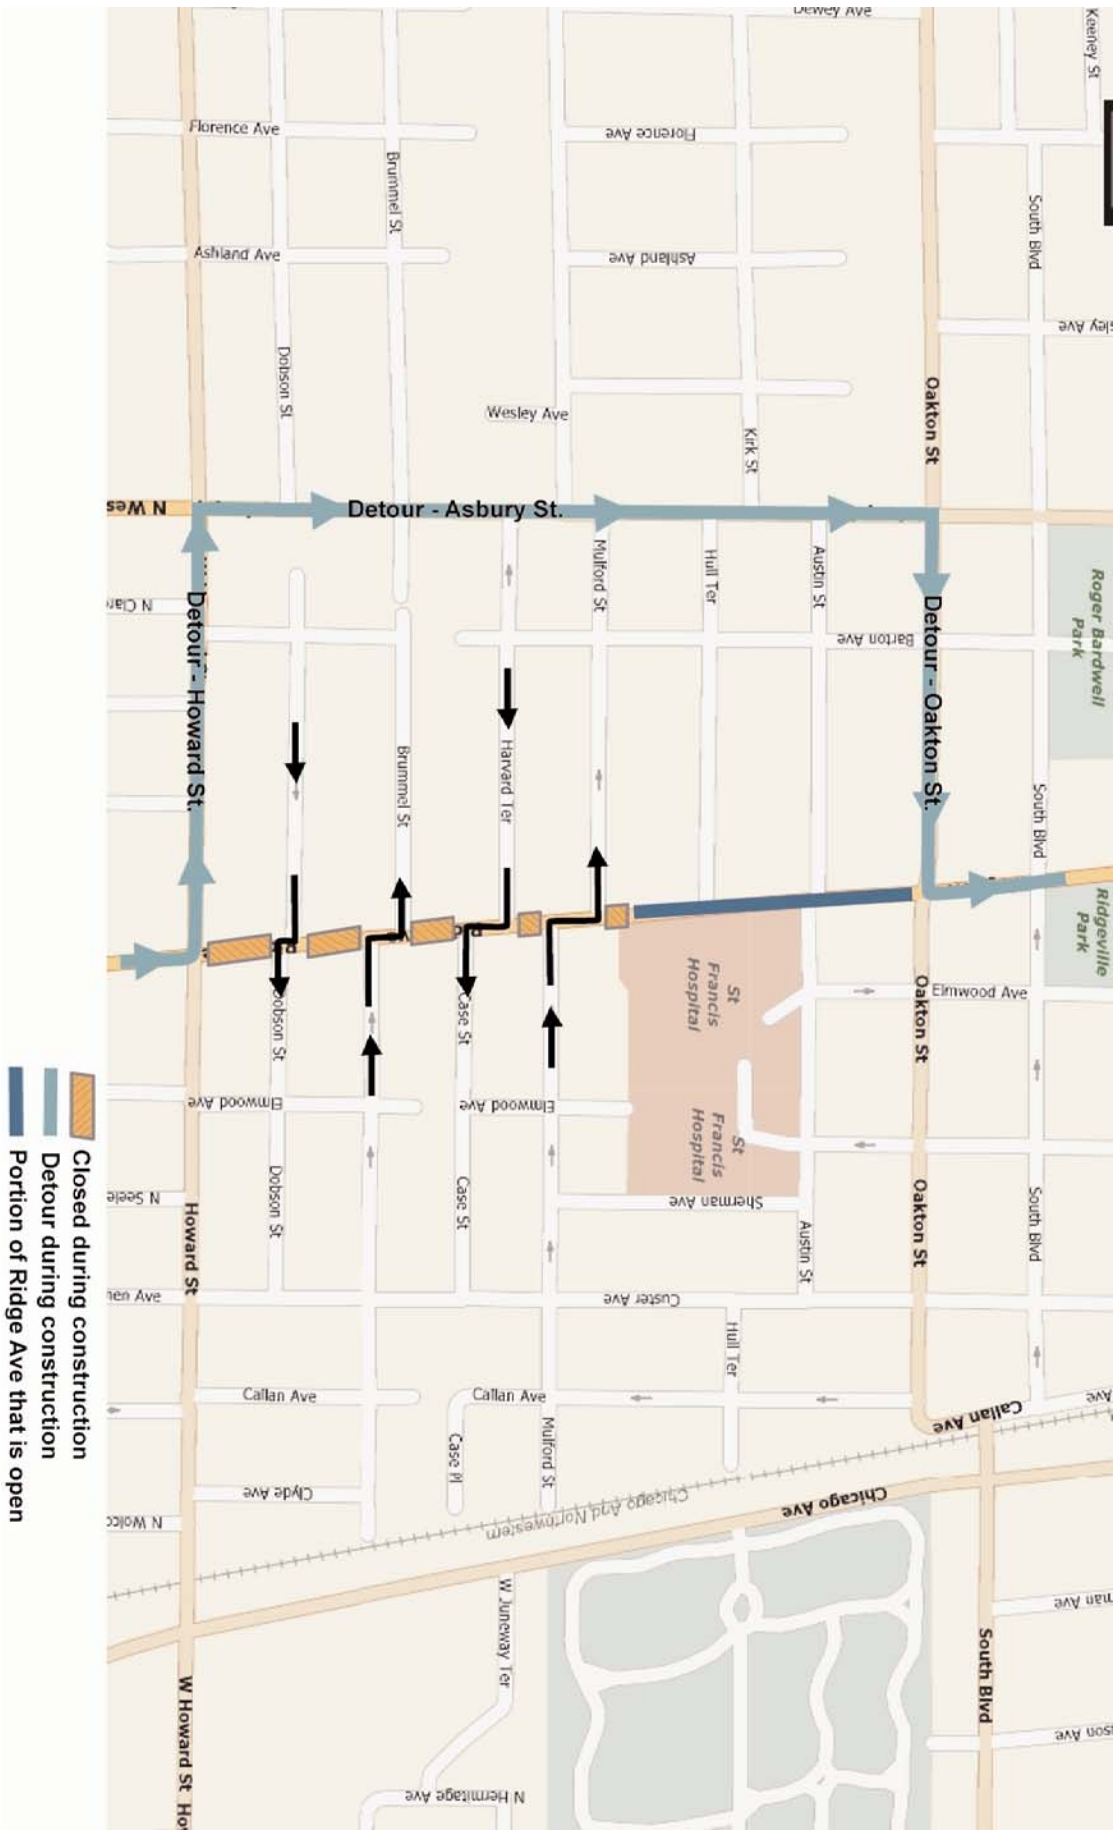 Dewey Ave
Keeney St
Florence Ave
Florence Ave
Brummel St
South Blvd
Ashland Ave
Ashland Ave
Dobson St
Wesley Ave
Kirk St
Oakton St
N Wes
Detour - Asbury St.
Mulford St
Hull Ter
Austin St
Roger Bardwell
Park
N Clar
Detour - Howard St.
Detour - Oakton St.
Barton Ave
Brummel St
Harvard Ter
South Blvd
Ridgeville
Park
St
Francis
Hospital
Elmwood Ave
Oakton St
Dobson St
Case St
Elmwood Ave
Elmwood Ave
St
Francis
Hospital
Sherman Ave
N Seele
Howard St
Dobson St
Case St
Austin St
Oakton St
South Blvd
Custer Ave
Hull Ter
Callan Ave
Callan Ave
Callan Ave
Case Pl
Mulford St
Clyde Ave
N Wolco
Chicago And Northwestern
Chicago Ave
W Juneway Ter
South Blvd
W Howard St
N Hermitage Ave
Closed during construction
Detour during construction
Portion of Ridge Ave that is open